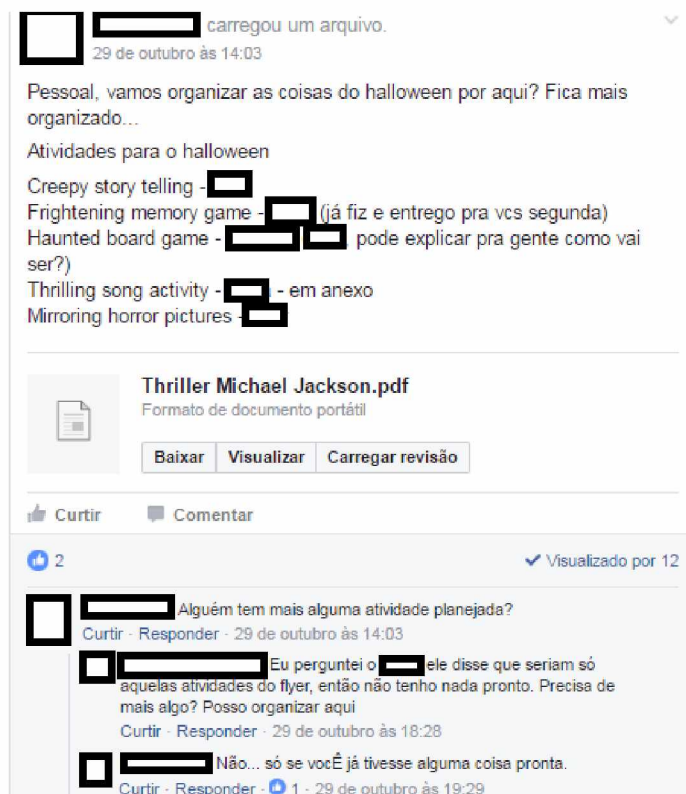 carregou um arquivo.
29 de outubro às 14:03
Pessoal, vamos organizar as coisas do halloween por aqui? Fica mais
organizado...
Atividades para o halloween
Creepy story telling -
Frightening memory game - (já fiz e entrego pra vcs segunda)
Haunted board game - pode explicar pra gente como vai
ser?)
Thrilling song activity - - em anexo
Mirroring horror pictures -
Thriller Michael Jackson.pdf
Formato de documento portátil
Baixar Visualizar Carregar revisão
Curtir Comentar
2 Visualizado por 12
Alguém tem mais alguma atividade planejada?
Curtir · Responder · 29 de outubro às 14:03
Eu perguntei o ele disse que seriam só
aquelas atividades do flyer, então não tenho nada pronto. Precisa de
mais algo? Posso organizar aqui
Curtir · Responder · 29 de outubro às 18:28
Não... só se vocÊ já tivesse alguma coisa pronta.
Curtir · Responder · 1 · 29 de outubro às 19:29